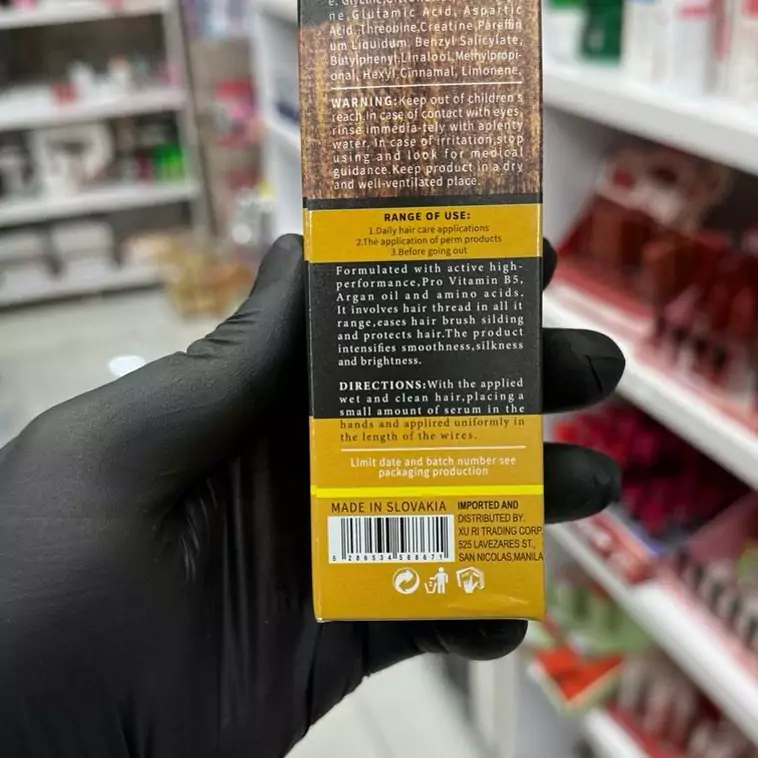 ne,Glutamic Acid, Aspartic
Acid,Threobine,Creatine,Pareffin
um Liquidum. Benzyl Salicylate,
Butylphenyl,Linalool,Methylpropi-
onal, Hexyl Cinnamal, Limonene,
WARNING:Keep out of children's
reach.In case of contact with eyes,
rinse immedia-tely with aplenty
water. In case of irritation,stop
using and look for medical
guidance.Keep product in a dry
and well-ventilated place.
RANGE OF USE:
1.Daily hair care applications
2.The application of perm products
3.Before going out
Formulated with active high-
performance,Pro Vitamin B5,
Argan oil and amino acids.
It involves hair thread in all it
range,eases hair brush silding
and protects hair.The product
intensifies smoothness,silkness
and brightness.
DIRECTIONS:With the applied
wet and clean hair,placing a
small amount of serum in the
hands and applired uniformly in
the length of the wires.
Limit date and batch number see
packaging production
MADE IN SLOVAKIA
IMPORTED AND
DISTRIBUTED BY:
XU RI TRADING CORP
525 LAVEZARES ST.,
SAN NICOLAS,MANILA
5 286534 588671